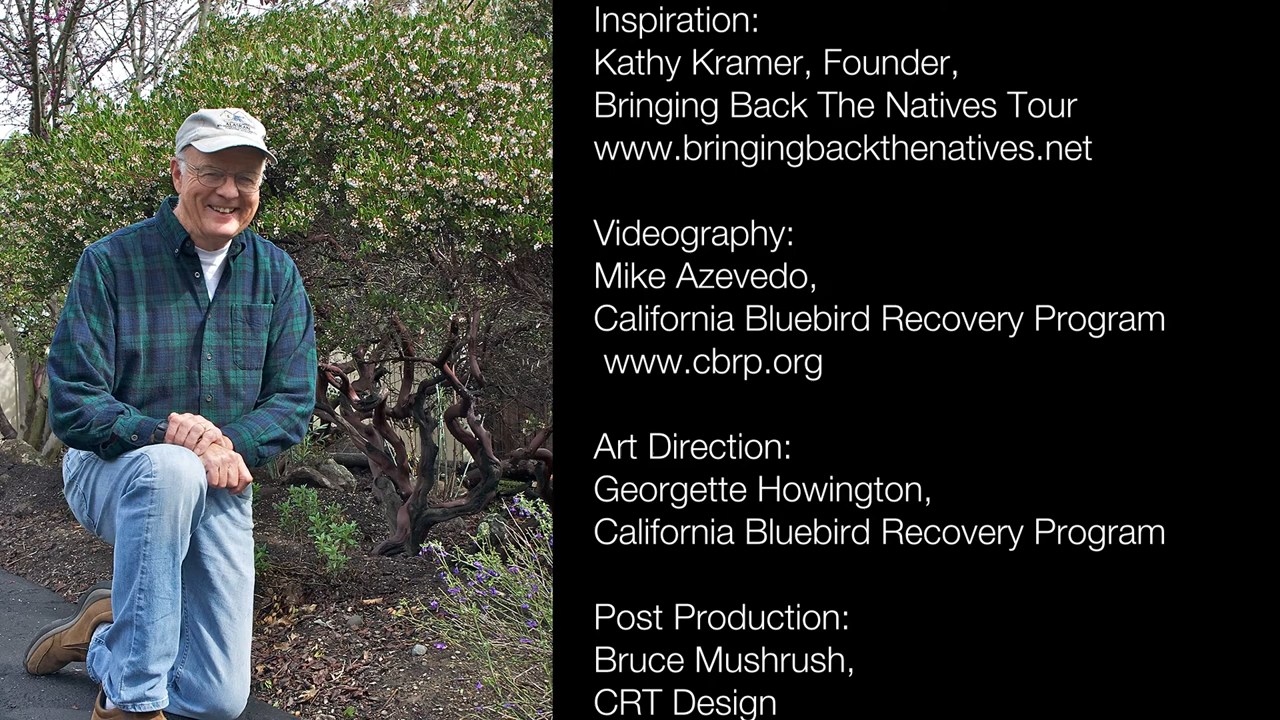 Inspiration:
Kathy Kramer, Founder,
Bringing Back The Natives Tour
www.bringingbackthenatives.net
Videography:
Mike Azevedo,
California Bluebird Recovery Program
www.cbrp.org
Art Direction:
Georgette Howington,
California Bluebird Recovery Program
Post Production:
Bruce Mushrush,
CRT Design